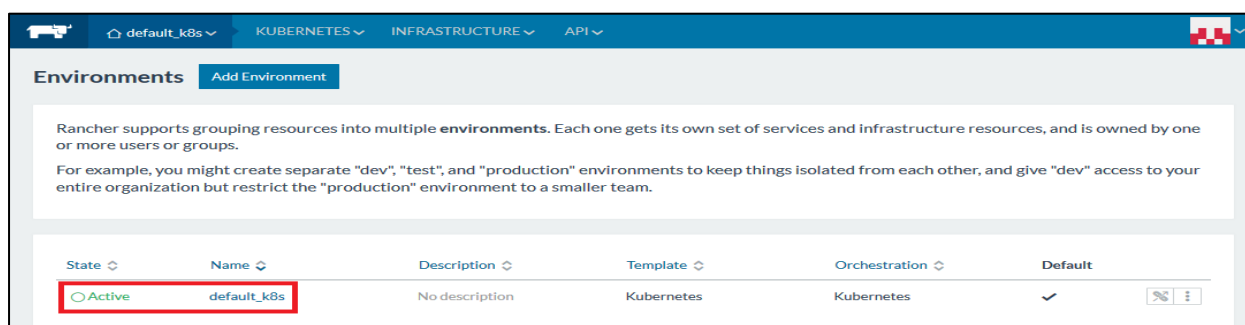 default_k8s KUBERNETES INFRASTRUCTURE API
Environments Add Environment
Rancher supports grouping resources into multiple environments. Each one gets its own set of services and infrastructure resources, and is owned by one
or more users or groups.
For example, you might create separate "dev", "test", and "production" environments to keep things isolated from each other, and give "dev" access to your
entire organization but restrict the "production" environment to a smaller team.
State Name Description Template Orchestration Default
Active default_k8s No description Kubernetes Kubernetes